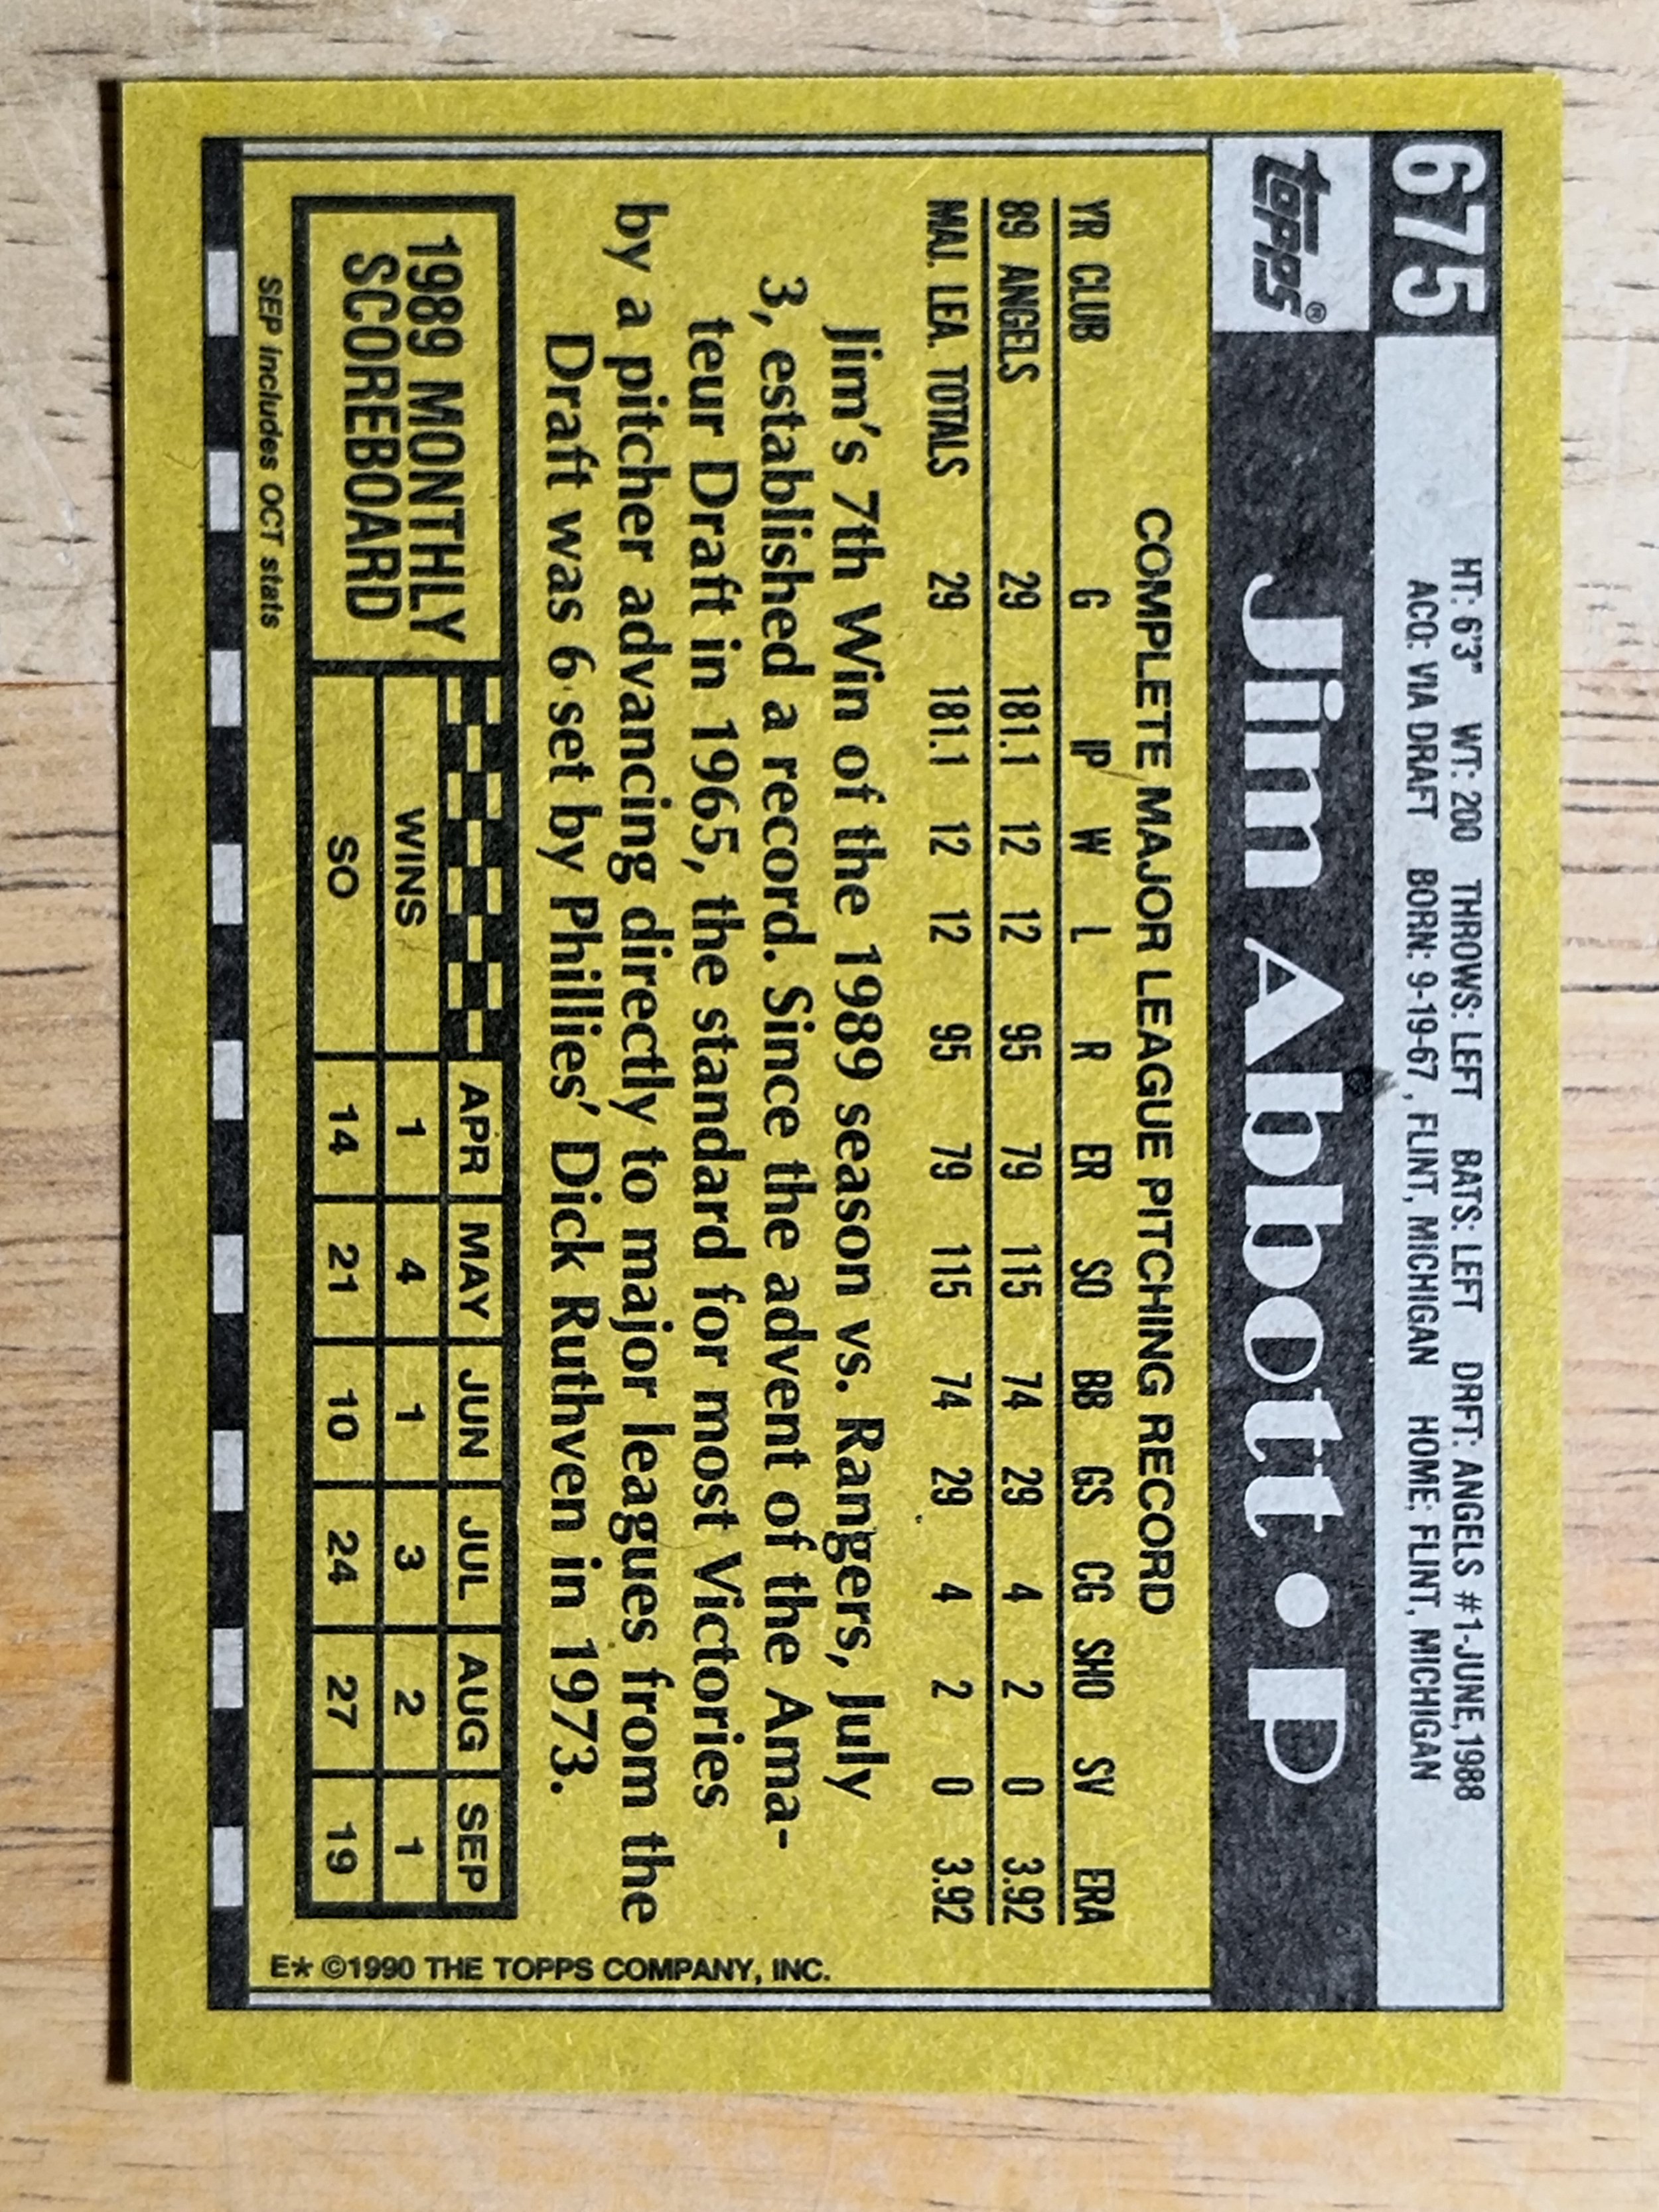 675
HT: 6'3" WT: 200 THROWS: LEFT BATS: LEFT DRFT: ANGELS #1-JUNE, 1988
ACQ: VIA DRAFT BORN: 9-19-67, FLINT, MICHIGAN HOME: FLINT, MICHIGAN
topps®
Jim Abbott • P
COMPLETE MAJOR LEAGUE PITCHING RECORD
YR CLUB G IP W L R ER SO BB GS CG SHO SV ERA
89 ANGELS 29 181.1 12 12 95 79 115 74 29 4 2 0 3.92
MAJ. LEA. TOTALS 29 181.1 12 12 95 79 115 74 29 4 2 0 3.92
Jim's 7th Win of the 1989 season vs. Rangers, July
3, established a record. Since the advent of the Ama-
teur Draft in 1965, the standard for most Victories
by a pitcher advancing directly to major leagues from the
Draft was 6 set by Phillies' Dick Ruthven in 1973.
1989 MONTHLY
SCOREBOARD
APR MAY JUN JUL AUG SEP
WINS 1 4 1 3 2 1
SO 14 21 10 24 27 19
SEP includes OCT stats
E* ©1990 THE TOPPS COMPANY, INC.